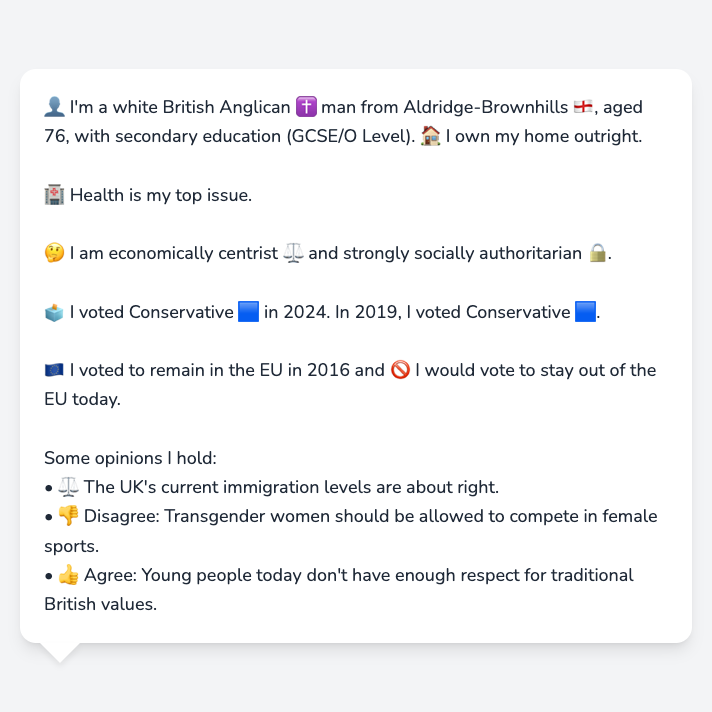 👤 I'm a white British Anglican ✝️ man from Aldridge-Brownhills 🏴󠁧󠁢󠁥󠁮󠁧󠁿, aged
76, with secondary education (GCSE/O Level). 🏠 I own my home outright.
🏥 Health is my top issue.
🤔 I am economically centrist ⚖️ and strongly socially authoritarian 🔒.
🗳️ I voted Conservative 🟦 in 2024. In 2019, I voted Conservative 🟦.
🇪🇺 I voted to remain in the EU in 2016 and 🚫 I would vote to stay out of the
EU today.
Some opinions I hold:
• ⚖️ The UK's current immigration levels are about right.
• 👎 Disagree: Transgender women should be allowed to compete in female
sports.
• 👍 Agree: Young people today don't have enough respect for traditional
British values.